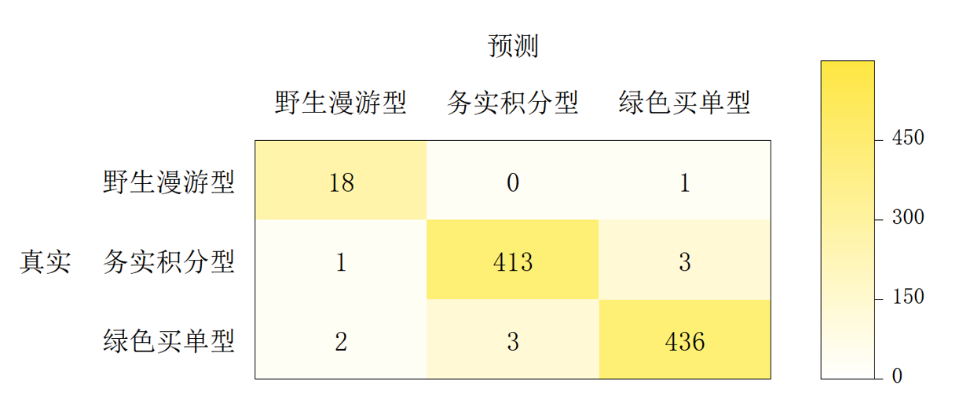 预测
野生漫游型 务实积分型 绿色买单型
野生漫游型 18 0 1
真实 务实积分型 1 413 3
绿色买单型 2 3 436
450
300
150
0